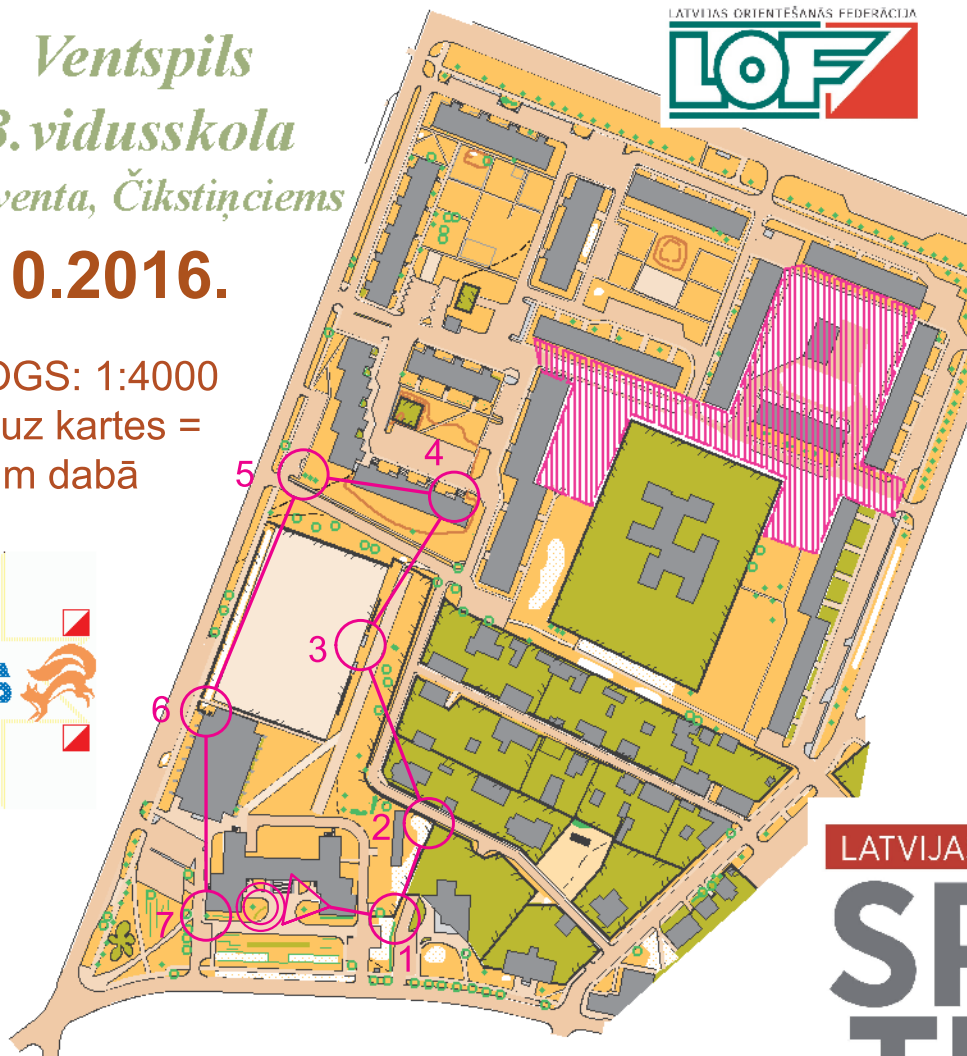 Ventspils
3.vidusskola
venta, Čikstiņciems
0.2016.
OGS: 1:4000
uz kartes =
m dabā
LATVIJAS ORIENTĒŠANĀS FEDERĀCIJA
LOF
4
5
3
6
2
7
1
LATVIJA